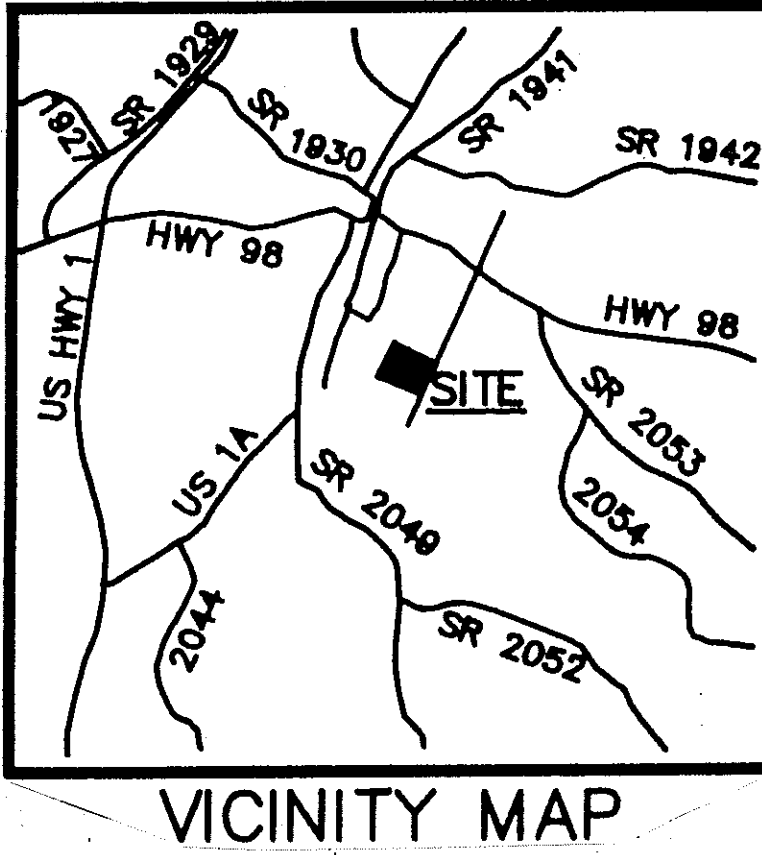 SR 1929
1927
SR 1930
SR 1941
SR 1942
HWY 98
US HWY 1
HWY 98
SITE
SR 2053
US 1A
SR 2049
2054
2044
SR 2052
VICINITY MAP